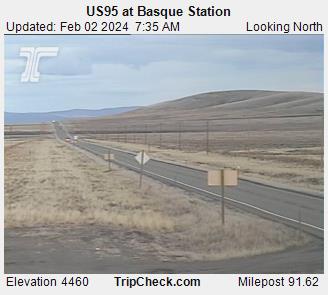 US95 at Basque Station
Updated: Feb 02 2024 7:35 AM Looking North
Elevation 4460 TripCheck.com Milepost 91.62